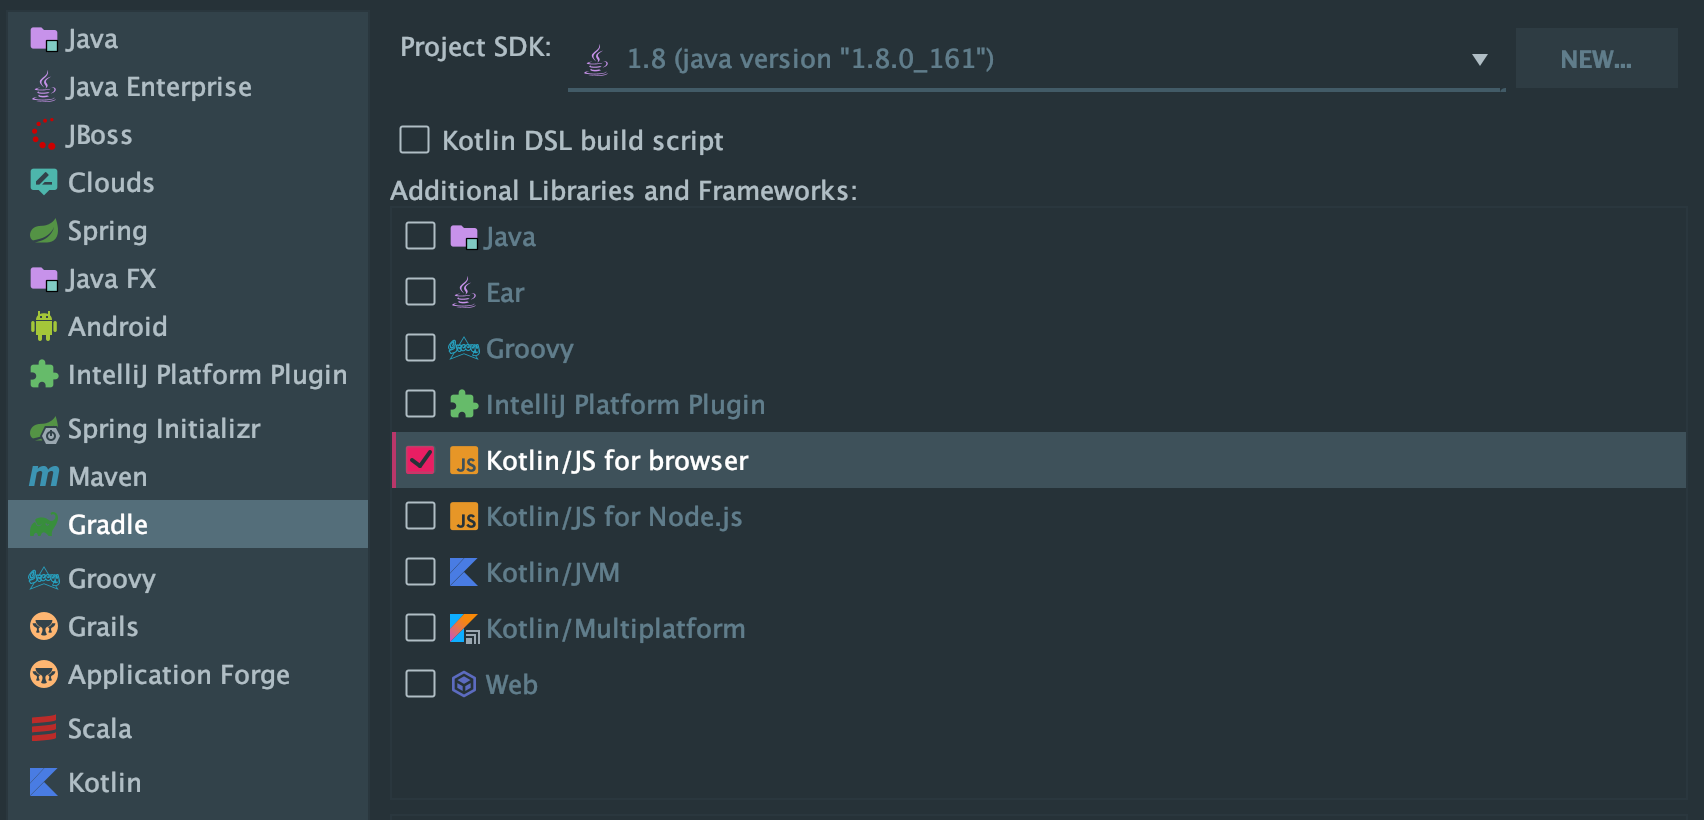 Java
Java Enterprise
JBoss
Clouds
Spring
Java FX
Android
IntelliJ Platform Plugin
Spring Initializr
m Maven
Gradle
Groovy
Grails
Application Forge
Scala
Kotlin
Project SDK: 1.8 (java version "1.8.0_161") NEW...
Kotlin DSL build script
Additional Libraries and Frameworks:
Java
Ear
Groovy
IntelliJ Platform Plugin
JS Kotlin/JS for browser
JS Kotlin/JS for Node.js
Kotlin/JVM
Kotlin/Multiplatform
Web